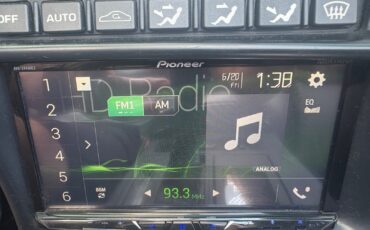 OFF AUTO
Pioneer
1
2
3
4
5
6
HD Radio
FM1 AM
6/20
FRI
1:38
EQ
ANALOG
BSM
93.3 MHz